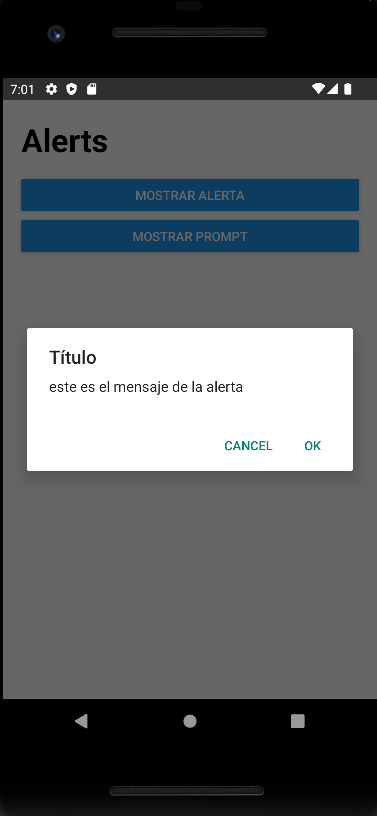 7:01
Alerts
MOSTRAR ALERTA
MOSTRAR PROMPT
Título
este es el mensaje de la alerta
CANCEL OK